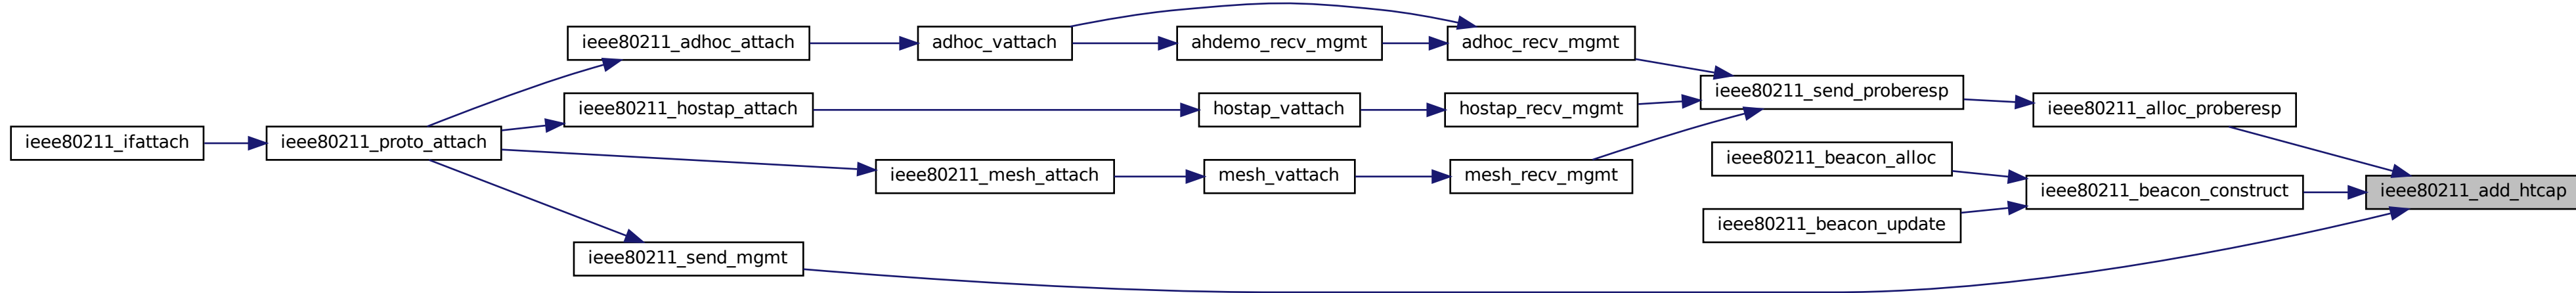 ieee80211_adhoc_attach
adhoc_vattach
ahdemo_recv_mgmt
adhoc_recv_mgmt
ieee80211_send_proberesp
ieee80211_hostap_attach
hostap_vattach
hostap_recv_mgmt
ieee80211_alloc_proberesp
ieee80211_ifattach
ieee80211_proto_attach
ieee80211_beacon_alloc
ieee80211_mesh_attach
mesh_vattach
mesh_recv_mgmt
ieee80211_beacon_construct
ieee80211_add_htcap
ieee80211_beacon_update
ieee80211_send_mgmt